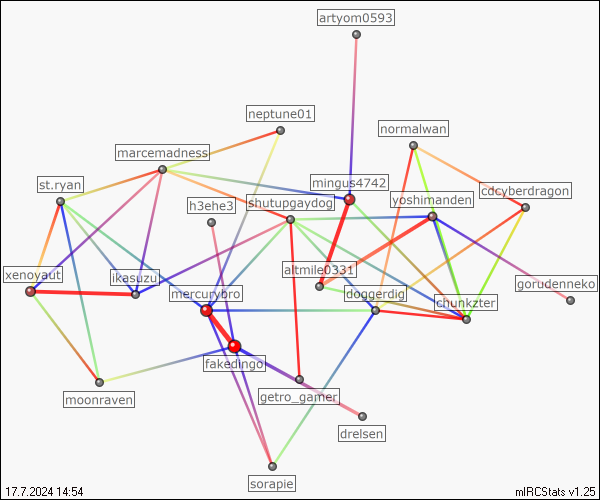 artyom0593
neptune01
normalwan
marcemadness
st.ryan
mingus4742
cdcyberdragon
h3ehe3
shutupgaydog
yoshimanden
xenoyaut
ikasuzu
altmile0331
gorudenneko
mercurybro
doggerdig
chunkzter
fakedingo
moonraven
getro_gamer
drelsen
sorapie
17.7.2024 14:54
mIRCStats v1.25